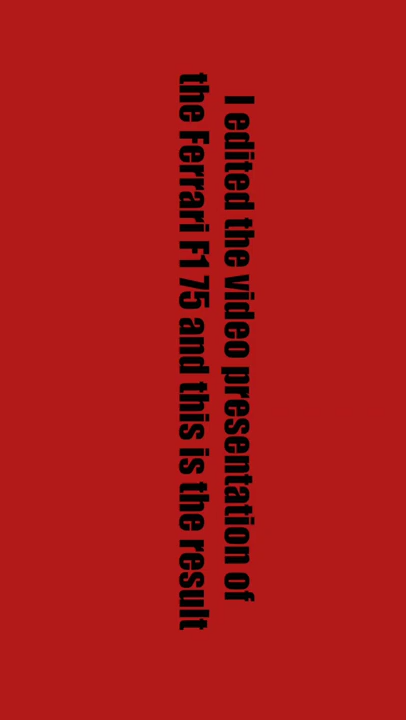 I edited the video presentation of
the Ferrari F1 75 and this is the result